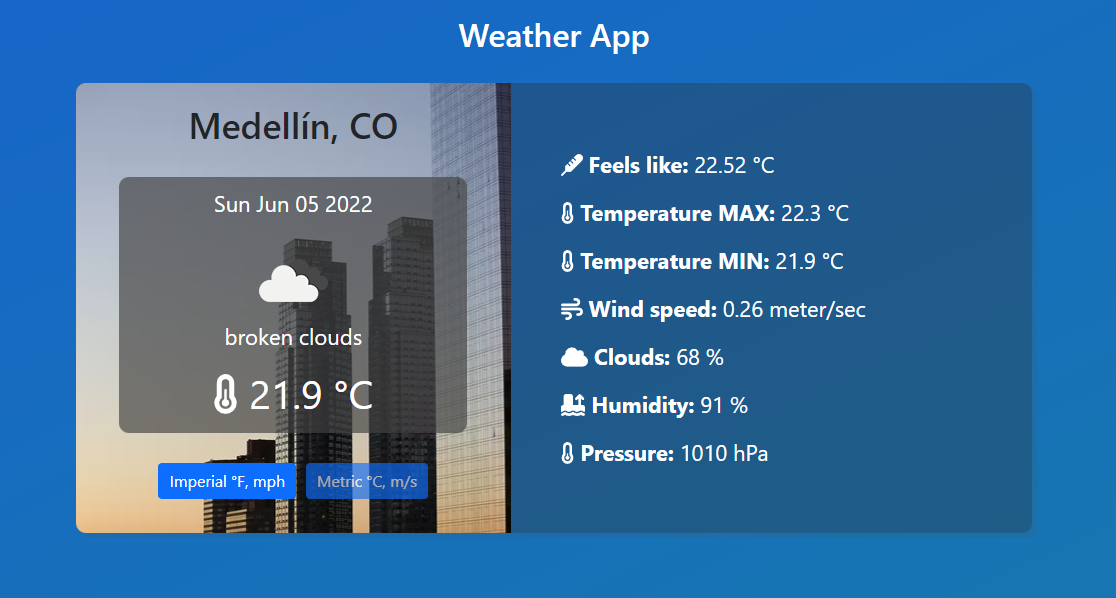 Weather App
Medellín, CO
Sun Jun 05 2022
broken clouds
21.9 °C
Imperial °F, mph
Metric °C, m/s
Feels like: 22.52 °C
Temperature MAX: 22.3 °C
Temperature MIN: 21.9 °C
Wind speed: 0.26 meter/sec
Clouds: 68 %
Humidity: 91 %
Pressure: 1010 hPa